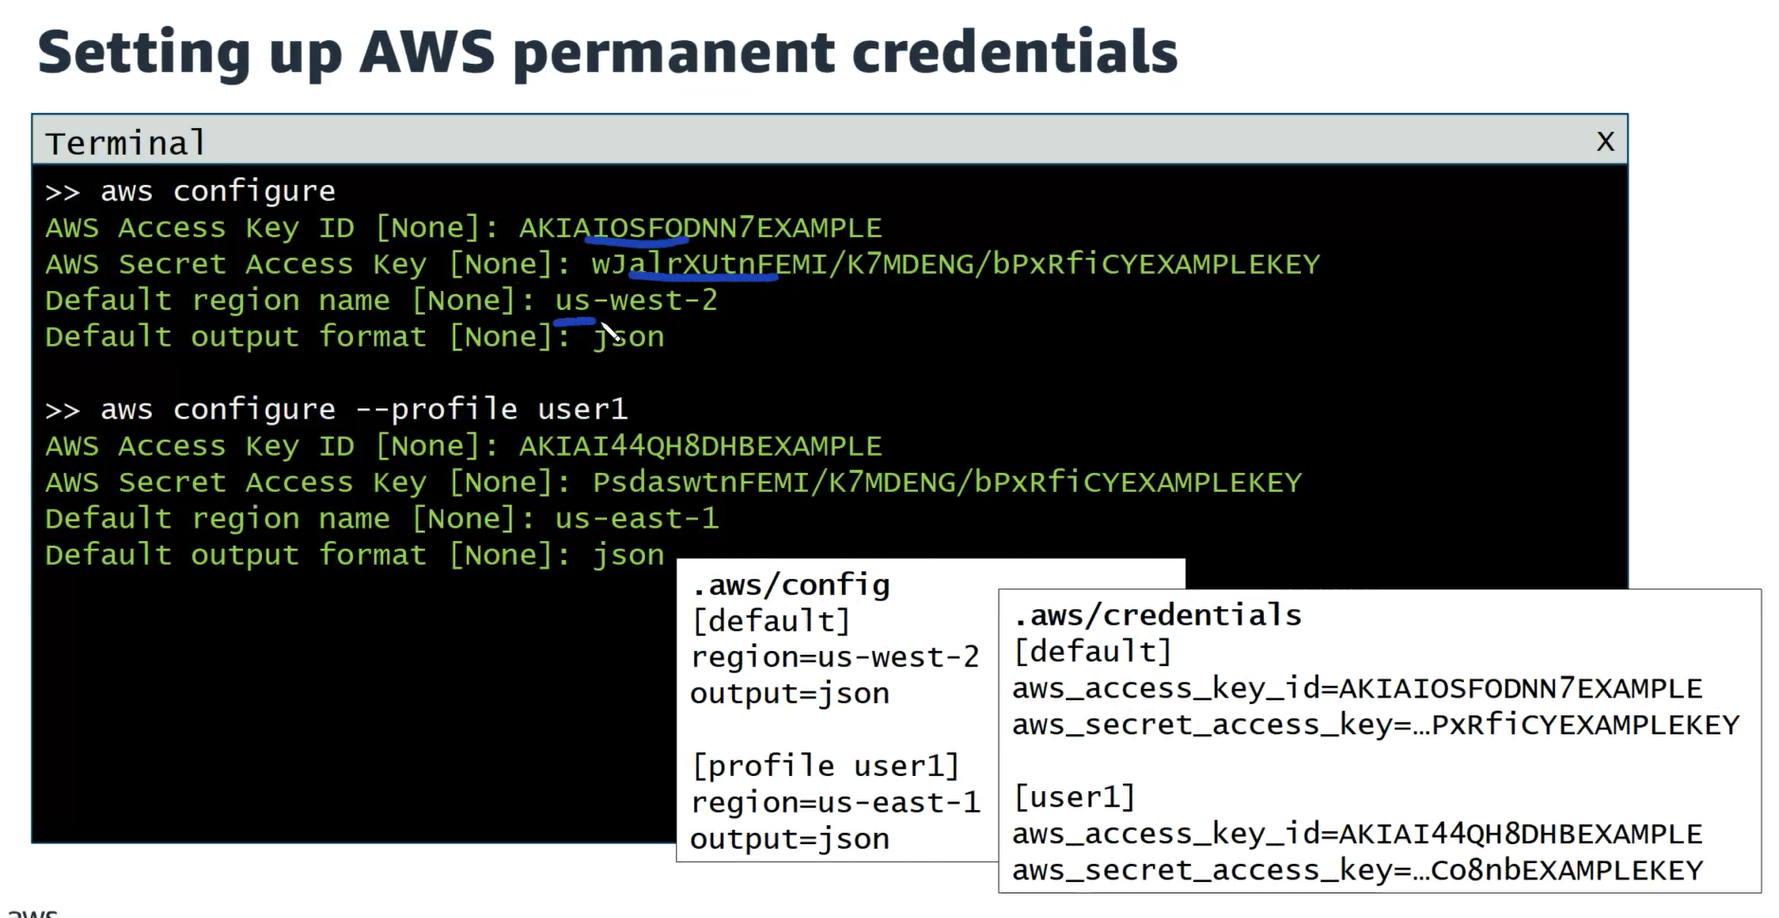 Setting up AWS permanent credentials
Terminal
X
>> aws configure
AWS Access Key ID [None]: AKIAIOSFODNN7EXAMPLE
AWS Secret Access Key [None]: wJalrXUtnFEMI/K7MDENG/bPxRfiCYEXAMPLEKEY
Default region name [None]: us-west-2
Default output format [None]: json
>> aws configure --profile user1
AWS Access Key ID [None]: AKIAI44QH8DHBEXAMPLE
AWS Secret Access Key [None]: PsdaswtnFEMI/K7MDENG/bPxRfiCYEXAMPLEKEY
Default region name [None]: us-east-1
Default output format [None]: json
.aws/config
[default]
region=us-west-2
output=json
[profile user1]
region=us-east-1
output=json
.aws/credentials
[default]
aws_access_key_id=AKIAIOSFODNN7EXAMPLE
aws_secret_access_key=…PxRfiCYEXAMPLEKEY
[user1]
aws_access_key_id=AKIAI44QH8DHBEXAMPLE
aws_secret_access_key=…Co8nbEXAMPLEKEY
aws